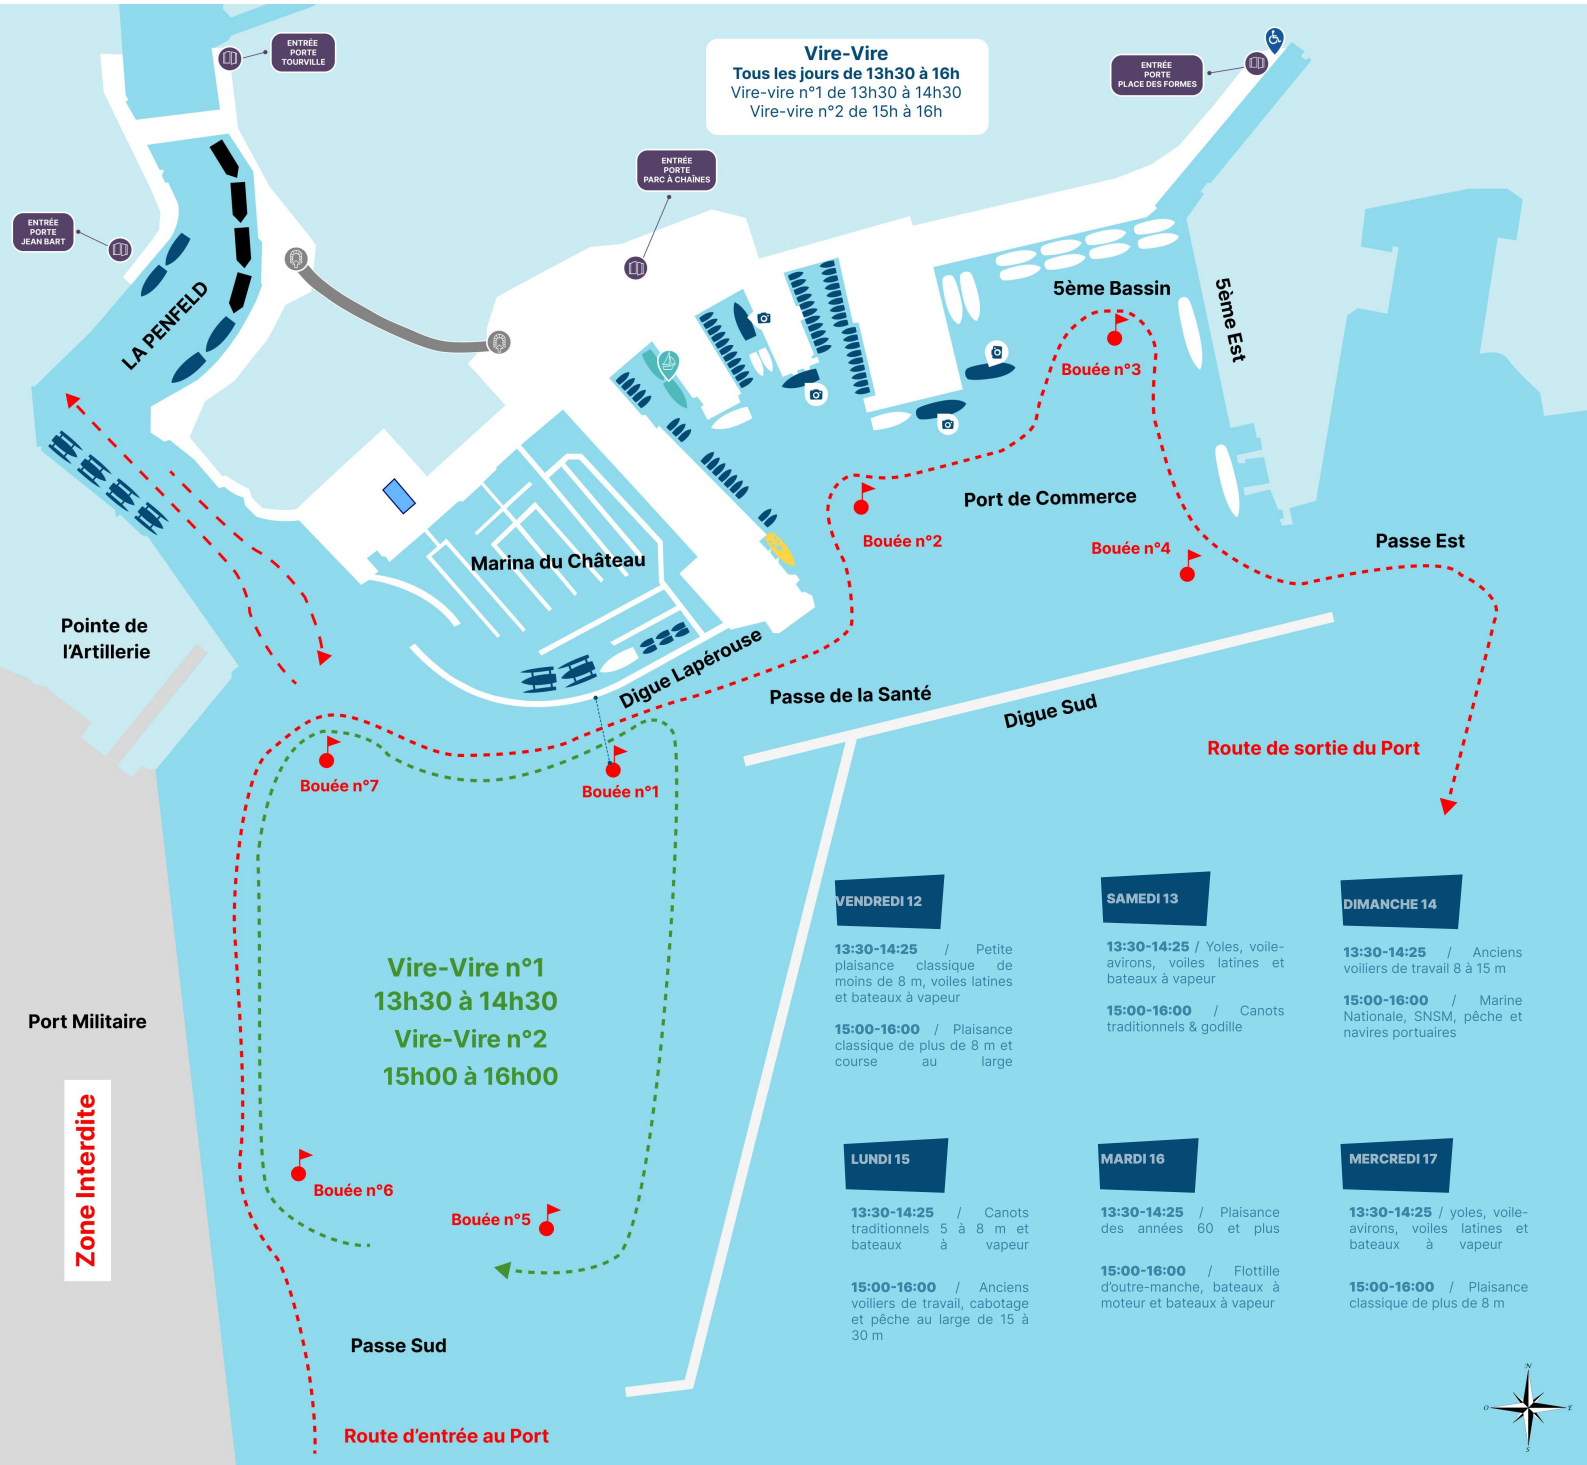 ENTRÉE
PORTE
TOURVILLE
Vire-Vire
Tous les jours de 13h30 à 16h
Vire-vire n°1 de 13h30 à 14h30
Vire-vire n°2 de 15h à 16h
ENTRÉE
PORTE
PLACE DES FORMES
ENTRÉE
PORTE
PARC À CHAÎNES
ENTRÉE
PORTE
JEAN BART
LA PENFELD
5ème Bassin
5ème Est
Bouée n°3
Port de Commerce
Bouée n°2
Bouée n°4
Passe Est
Marina du Château
Pointe de
l'Artillerie
Digue Lapérouse
Passe de la Santé
Digue Sud
Route de sortie du Port
Bouée n°7
Bouée n°1
Vire-Vire n°1
13h30 à 14h30
Vire-Vire n°2
15h00 à 16h00
Port Militaire
Zone Interdite
Bouée n°6
Bouée n°5
Passe Sud
Route d'entrée au Port
VENDREDI 12
13:30-14:25 / Petite
plaisance classique de
moins de 8 m, voiles latines
et bateaux à vapeur
15:00-16:00 / Plaisance
classique de plus de 8 m et
course au large
SAMEDI 13
13:30-14:25 / Yoles, voile-
avirons, voiles latines et
bateaux à vapeur
15:00-16:00 / Canots
traditionnels & godille
DIMANCHE 14
13:30-14:25 / Anciens
voiliers de travail 8 à 15 m
15:00-16:00 / Marine
Nationale, SNSM, pêche et
navires portuaires
LUNDI 15
13:30-14:25 / Canots
traditionnels 5 à 8 m et
bateaux à vapeur
15:00-16:00 / Anciens
voiliers de travail, cabotage
et pêche au large de 15 à
30 m
MARDI 16
13:30-14:25 / Plaisance
des années 60 et plus
15:00-16:00 / Flottille
d'outre-manche, bateaux à
moteur et bateaux à vapeur
MERCREDI 17
13:30-14:25 / yoles, voile-
avirons, voiles latines et
bateaux à vapeur
15:00-16:00 / Plaisance
classique de plus de 8 m
N
O
E
S